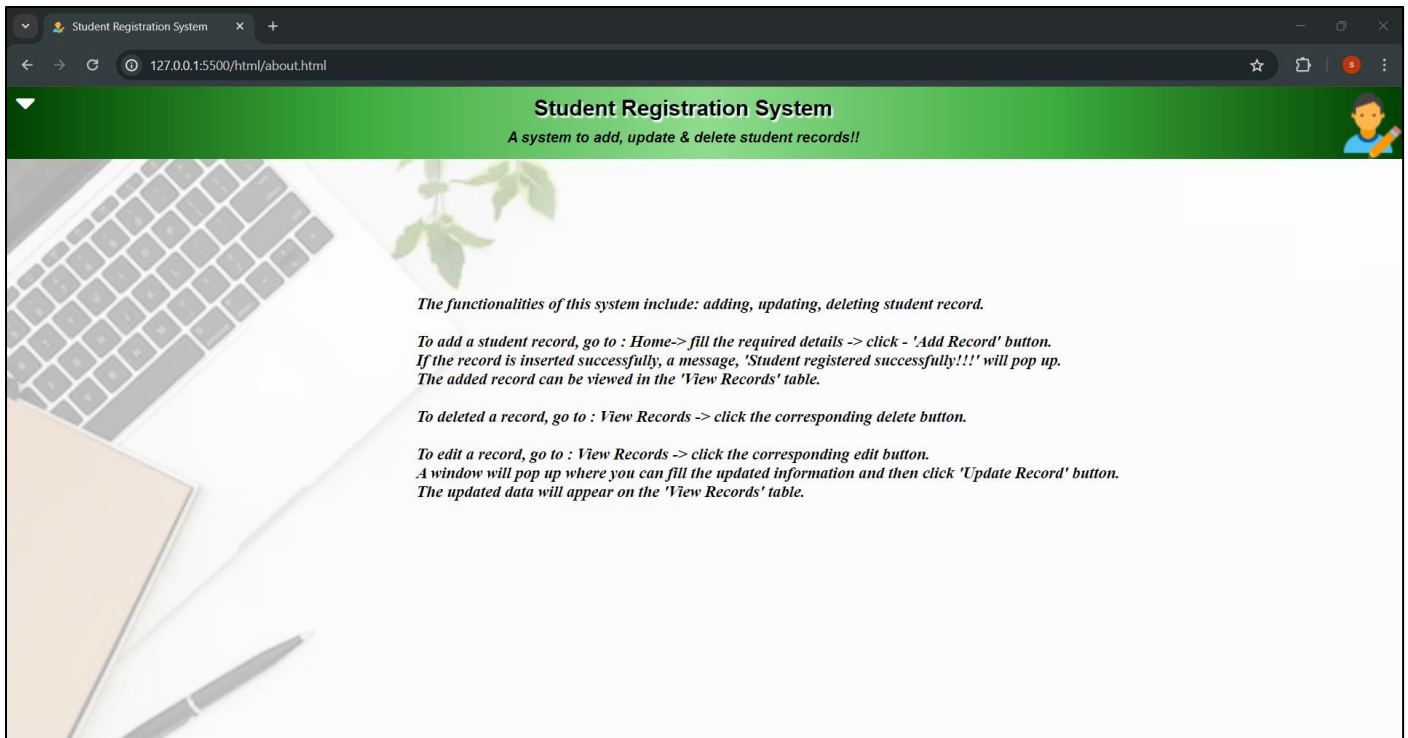 Student Registration System
127.0.0.1:5500/html/about.html
S
Student Registration System
A system to add, update & delete student records!!
The functionalities of this system include: adding, updating, deleting student record.
To add a student record, go to : Home-> fill the required details -> click - 'Add Record' button.
If the record is inserted successfully, a message, 'Student registered successfully!!!' will pop up.
The added record can be viewed in the 'View Records' table.
To deleted a record, go to : View Records -> click the corresponding delete button.
To edit a record, go to : View Records -> click the corresponding edit button.
A window will pop up where you can fill the updated information and then click 'Update Record' button.
The updated data will appear on the 'View Records' table.